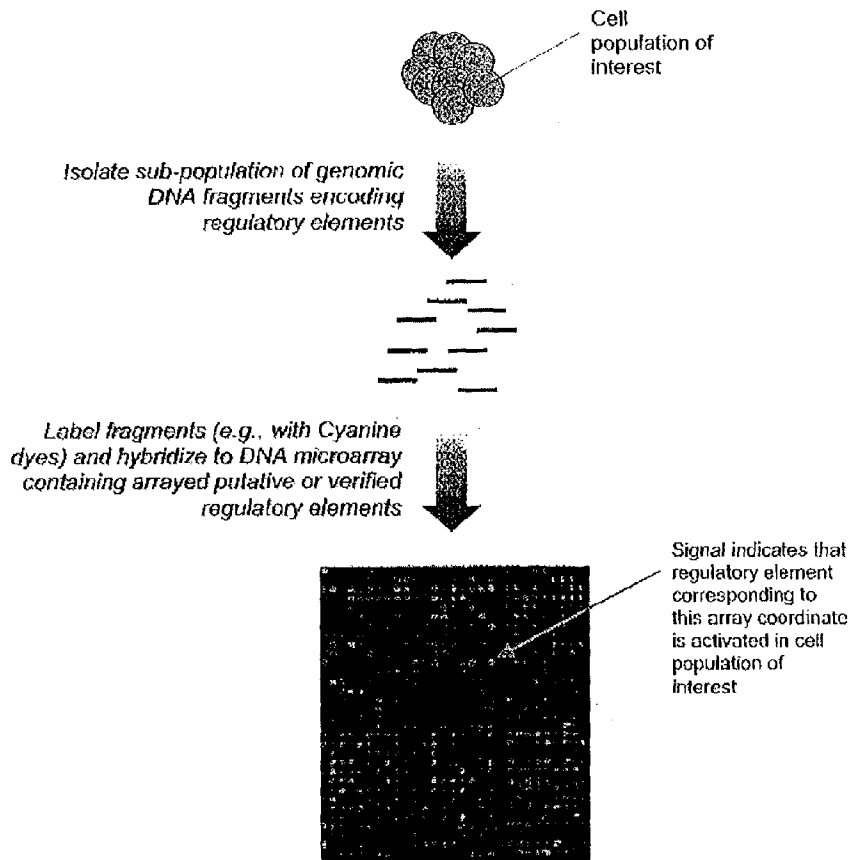 Cell
population of
interest
Isolate sub-population of genomic
DNA fragments encoding
regulatory elements
Label fragments (e.g., with Cyanine
dyes) and hybridize to DNA microarray
containing arrayed putative or verified
regulatory elements
Signal indicates that
regulatory element
corresponding to
this array coordinate
is activated in cell
population of
interest